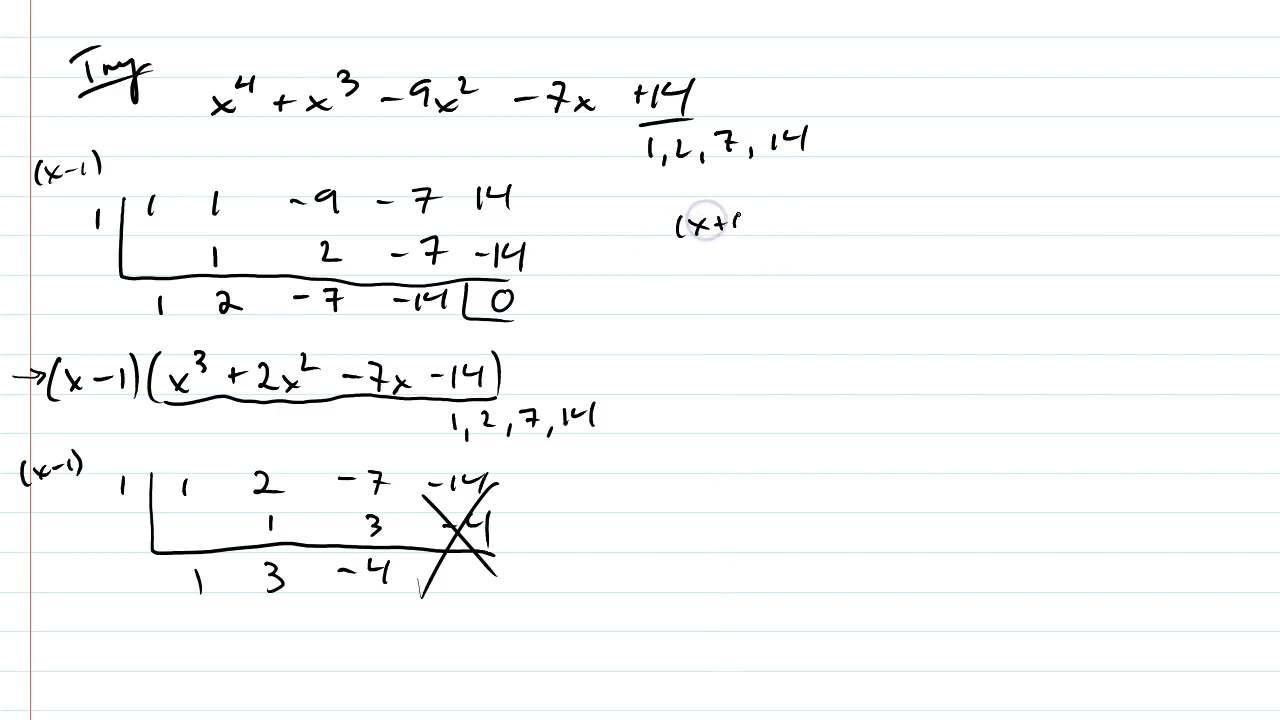 Try
x⁴ + x³ - 9x² - 7x + 14
1, 2, 7, 14
(x-1)
1 | 1 1 -9 -7 14
1 2 -7 -14
1 2 -7 -14 | 0
→ (x - 1)(x³ + 2x² - 7x - 14)
1, 2, 7, 14
(x-1)
1 | 1 2 -7 -14
1 3 -4
1 3 -4
(x+1